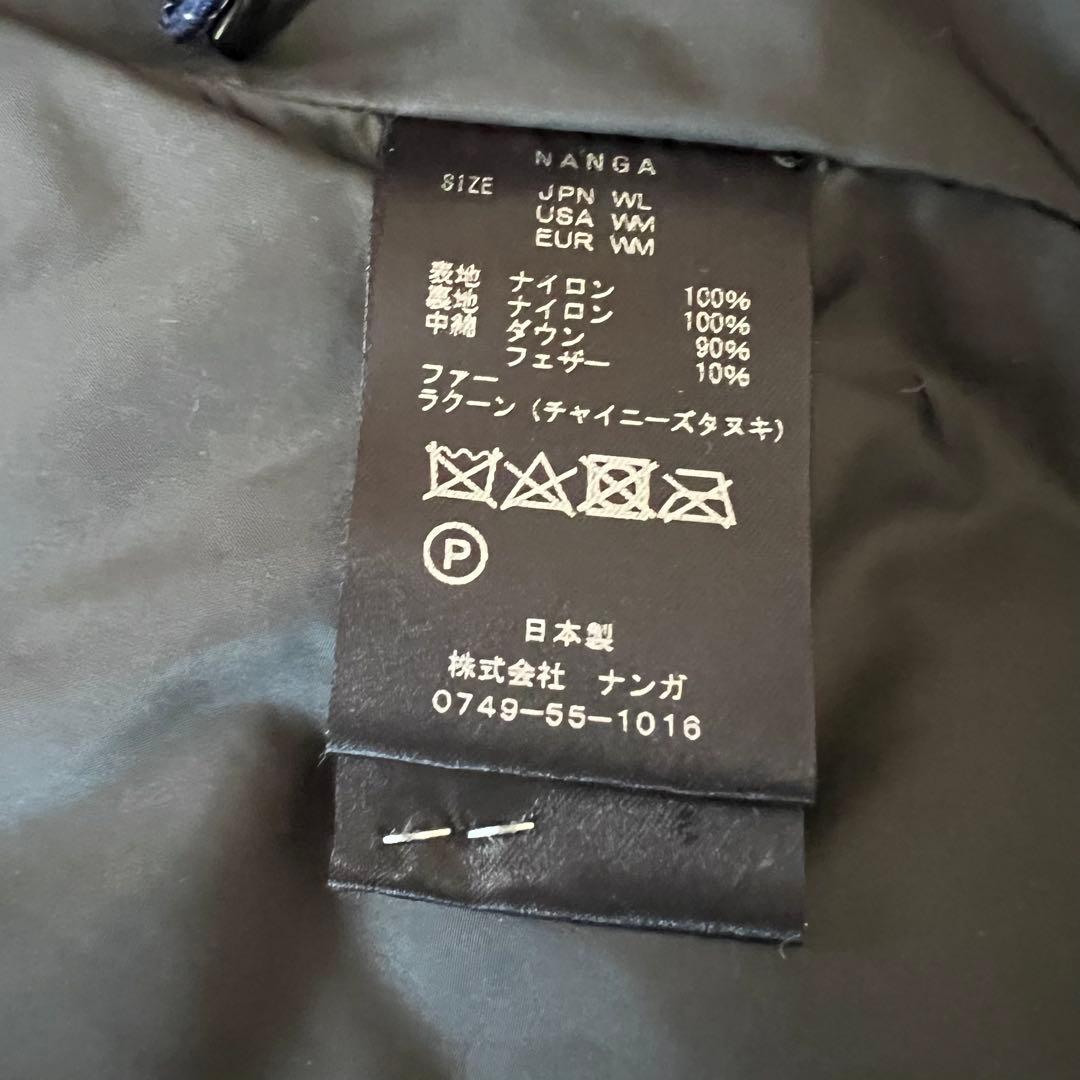 NANGA
SIZE JPN WL
USA WM
EUR WM
表地 ナイロン 100%
裏地 ナイロン 100%
中綿 ダウン 90%
フェザー 10%
ファー
ラクーン (チャイニーズタヌキ)
P
日本製
株式会社 ナンガ
0749-55-1016